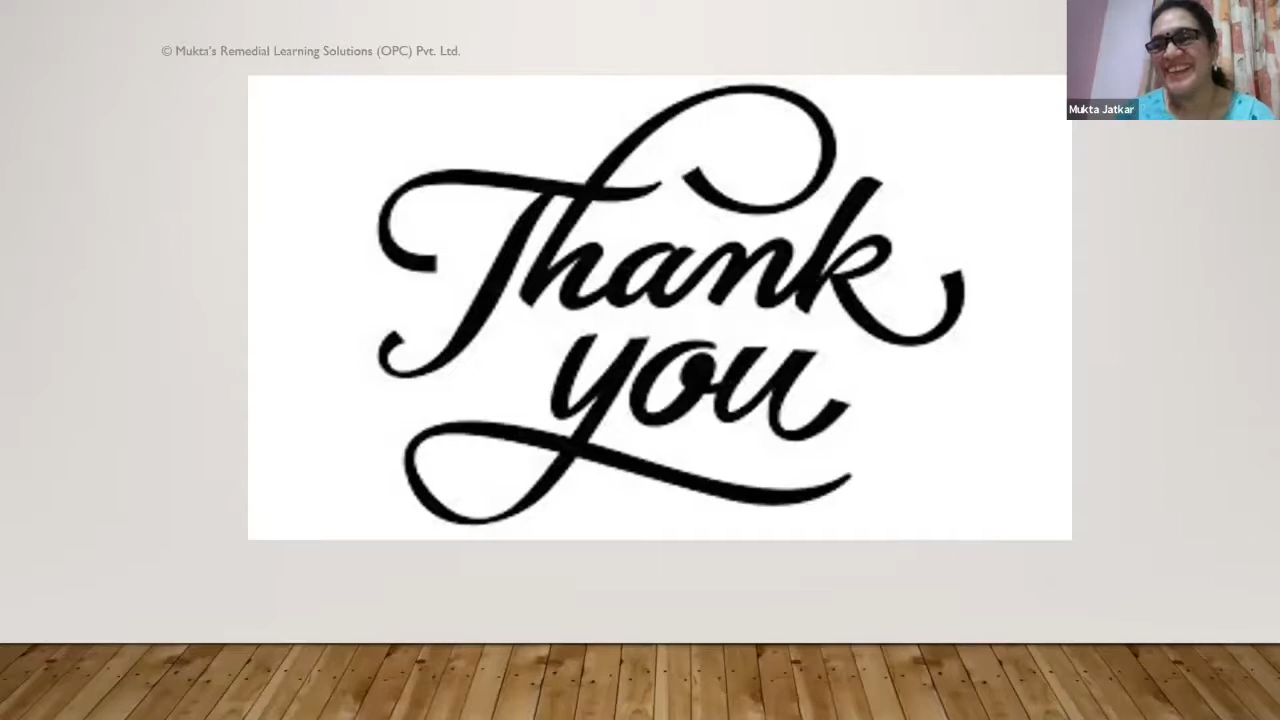 © Mukta's Remedial Learning Solutions (OPC) Pvt. Ltd.
Mukta Jatkar
Thank
you